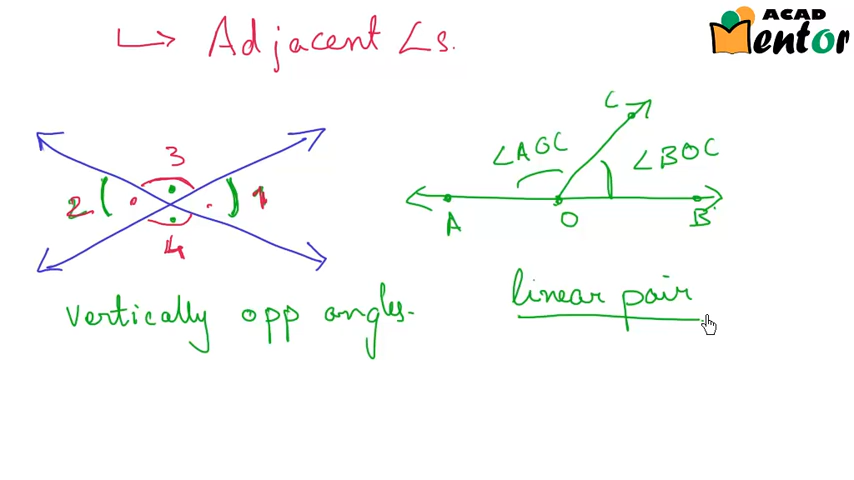 ↳ Adjacent ∠s.
ACAD
Mentor
3
2
1
4
C
∠AOC
∠BOC
A
O
B
vertically opp angles.
linear pair